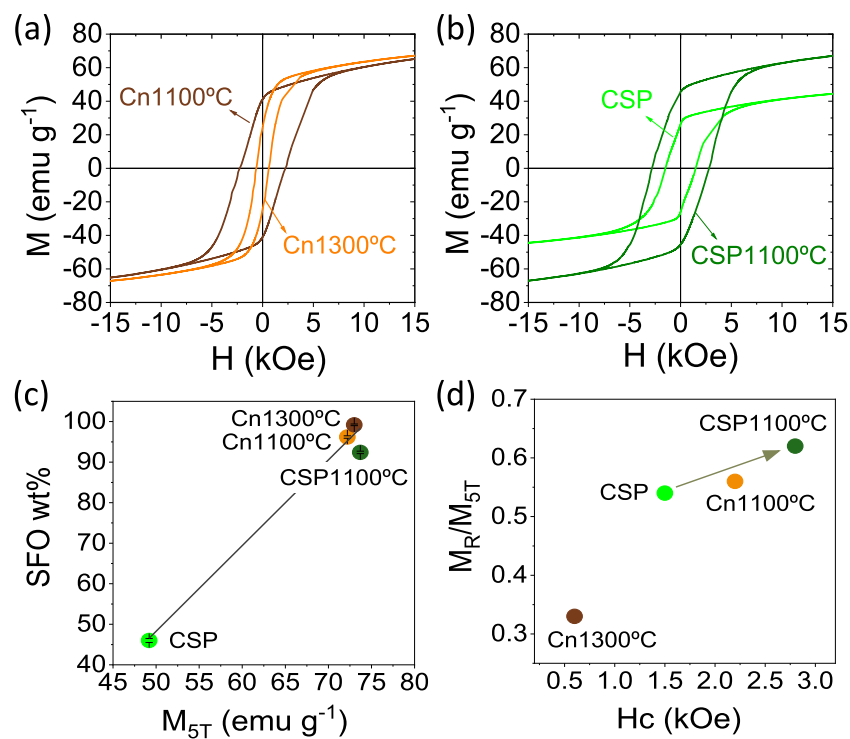 (a)
80
60
40
20
0
-20
-40
-60
-80
M (emu g⁻¹)
Cn1100ºC
Cn1300ºC
-15 -10 -5 0 5 10 15
H (kOe)
(b)
80
60
40
20
0
-20
-40
-60
-80
M (emu g⁻¹)
CSP
CSP1100ºC
-15 -10 -5 0 5 10 15
H (kOe)
(c)
100
90
80
70
60
50
40
SFO wt%
Cn1300ºC
Cn1100ºC
CSP1100ºC
CSP
45 50 55 60 65 70 75 80
M5T (emu g⁻¹)
(d)
0.7
0.6
0.5
0.4
0.3
MR/M5T
CSP1100ºC
CSP
Cn1100ºC
Cn1300ºC
0.5 1.0 1.5 2.0 2.5 3.0
Hc (kOe)